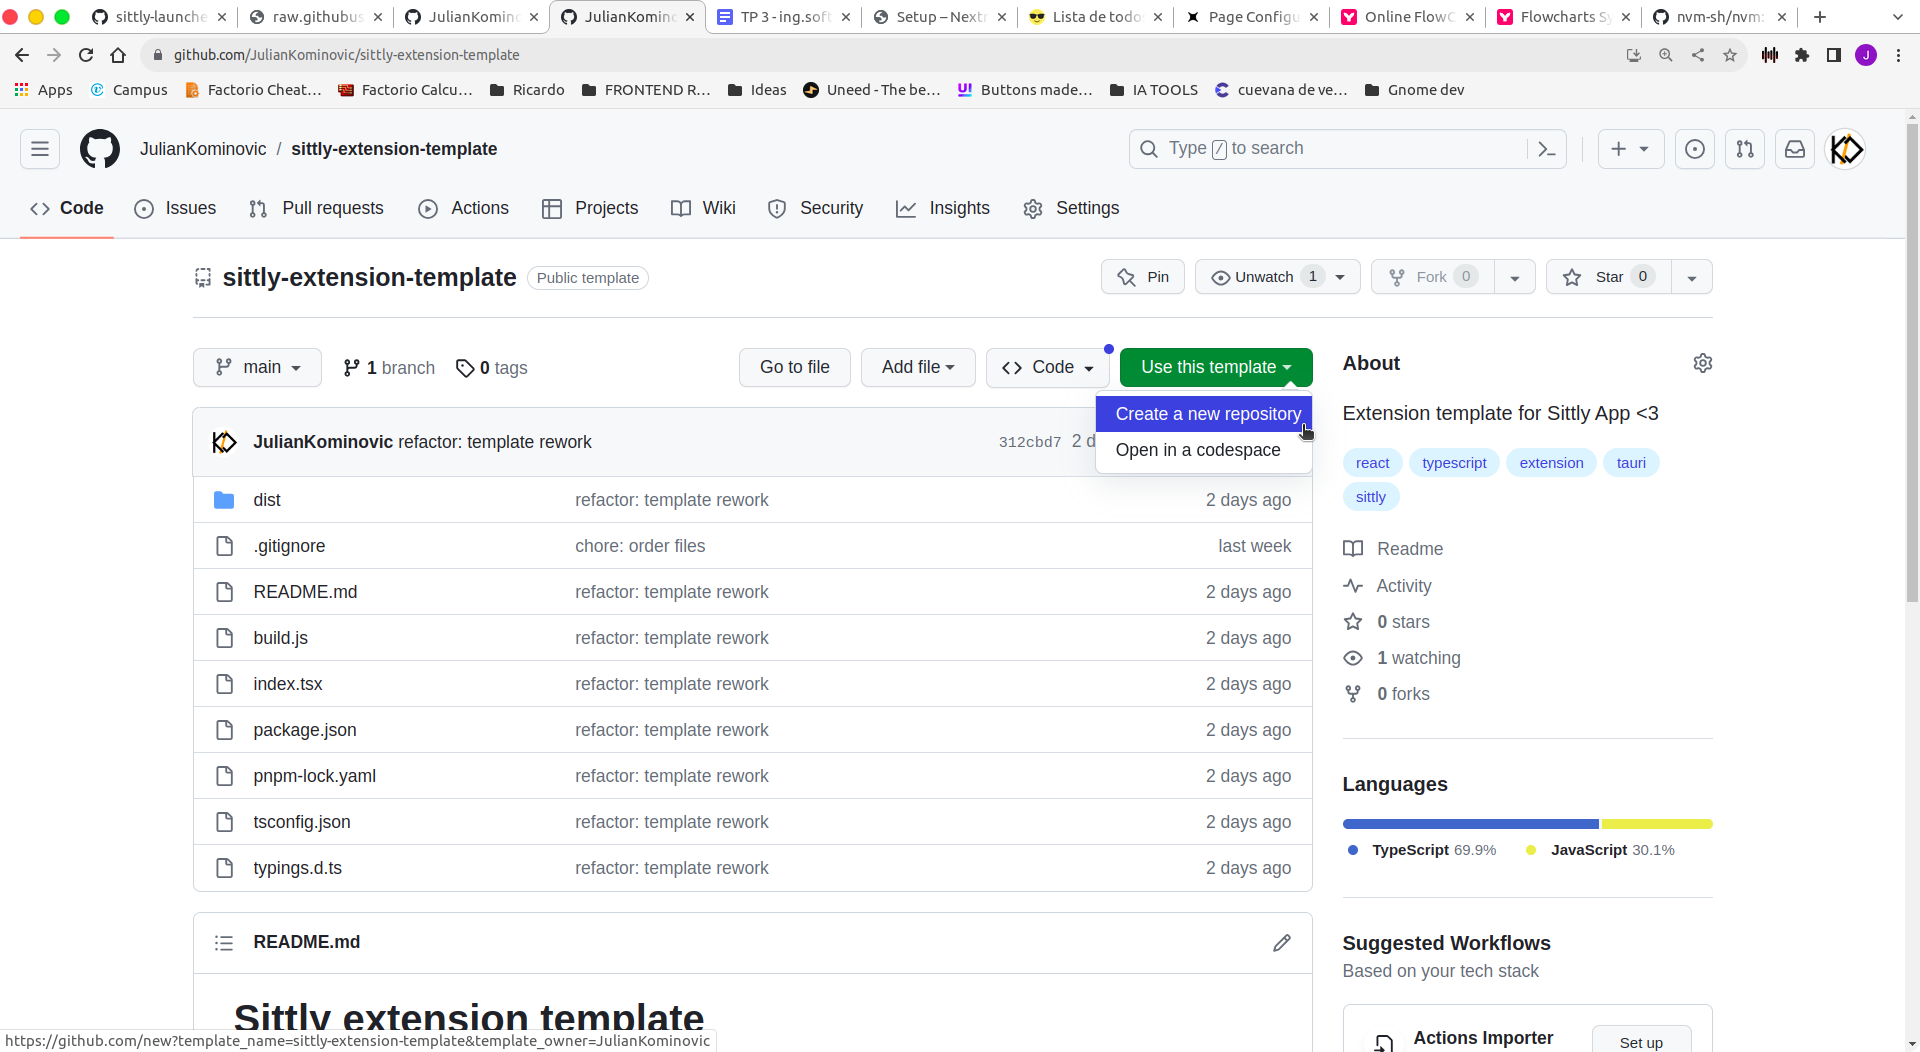 sittly-launche
raw.githubus
JulianKomino
JulianKomino
TP 3 - ing.soft
Setup – Nextr
Lista de todo
Page Configu
Online FlowC
Flowcharts Sy
nvm-sh/nvm:
github.com/JulianKominovic/sittly-extension-template
J
Apps
Campus
Factorio Cheat…
Factorio Calcu…
Ricardo
FRONTEND R…
Ideas
Uneed - The be…
Buttons made…
IA TOOLS
cuevana de ve…
Gnome dev
JulianKominovic / sittly-extension-template
Type / to search
Code
Issues
Pull requests
Actions
Projects
Wiki
Security
Insights
Settings
sittly-extension-template Public template
Pin
Unwatch 1
Fork 0
Star 0
main
1 branch
0 tags
Go to file
Add file
Code
Use this template
Create a new repository
Open in a codespace
JulianKominovic refactor: template rework 312cbd7 2 d
dist refactor: template rework 2 days ago
.gitignore chore: order files last week
README.md refactor: template rework 2 days ago
build.js refactor: template rework 2 days ago
index.tsx refactor: template rework 2 days ago
package.json refactor: template rework 2 days ago
pnpm-lock.yaml refactor: template rework 2 days ago
tsconfig.json refactor: template rework 2 days ago
typings.d.ts refactor: template rework 2 days ago
README.md
Sittly extension template
About
Extension template for Sittly App <3
react typescript extension tauri
sittly
Readme
Activity
0 stars
1 watching
0 forks
Languages
TypeScript 69.9% JavaScript 30.1%
Suggested Workflows
Based on your tech stack
Actions Importer
Set up
https://github.com/new?template_name=sittly-extension-template&template_owner=JulianKominovic